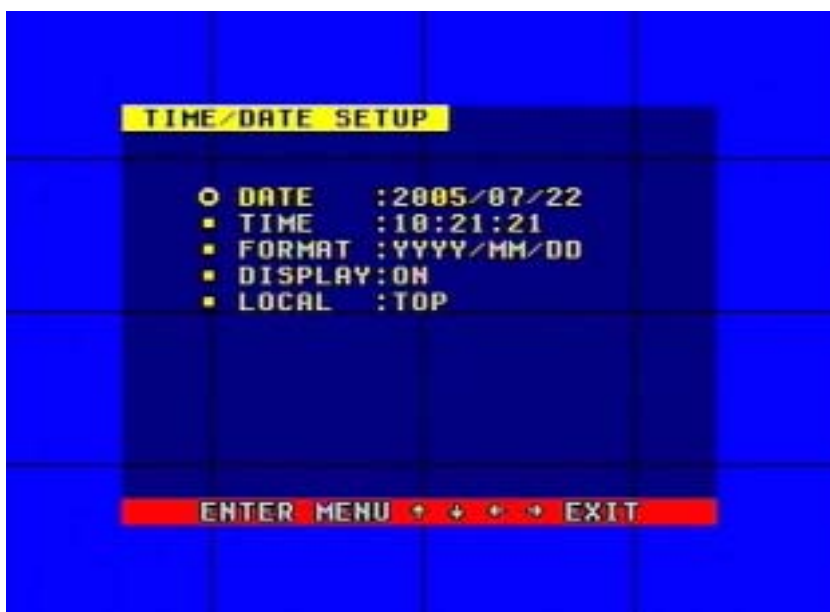 TIME/DATE SETUP
DATE :2005/07/22
TIME :10:21:21
FORMAT :YYYY/MM/DD
DISPLAY:ON
LOCAL :TOP
ENTER MENU ↑ ↓ ← → EXIT